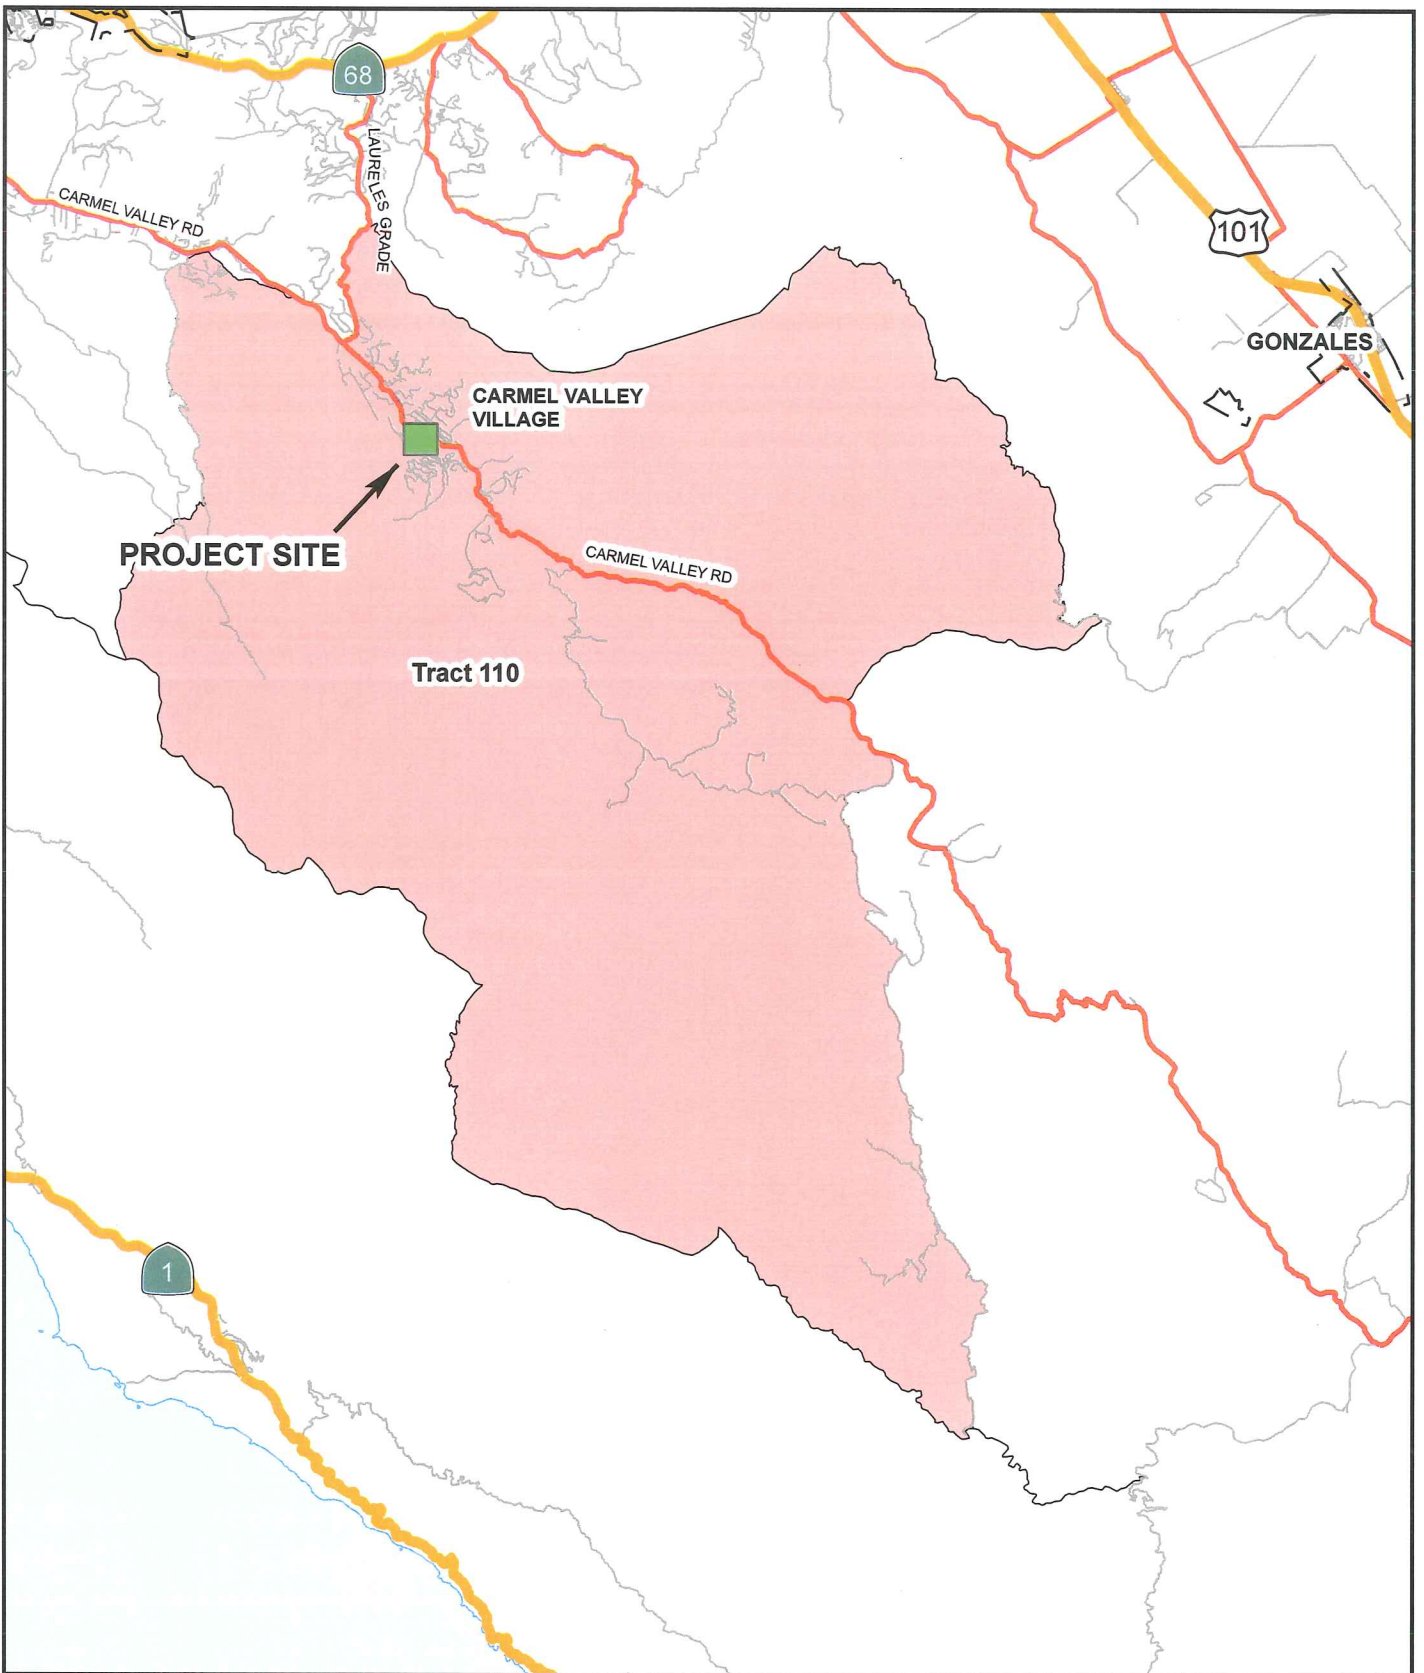 68
LAURELES GRADE
CARMEL VALLEY RD
101
GONZALES
CARMEL VALLEY
VILLAGE
PROJECT SITE
CARMEL VALLEY RD
Tract 110
1